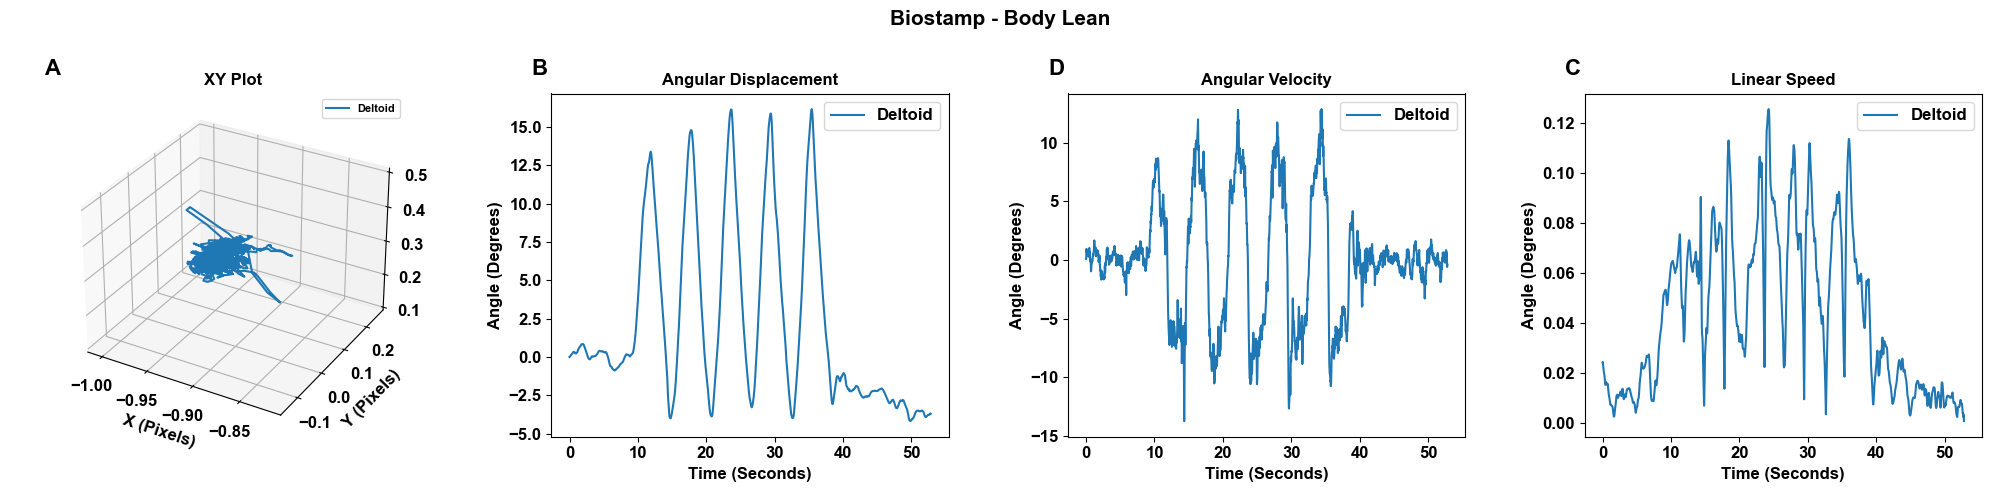 Biostamp - Body Lean
A
XY Plot
Deltoid
0.5
0.4
0.3
0.2
0.1
−1.00
−0.95
−0.90
−0.85
X (Pixels)
−0.1
0.0
0.1
0.2
Y (Pixels)
B
Angular Displacement
Deltoid
15.0
12.5
10.0
7.5
5.0
2.5
0.0
−2.5
−5.0
Angle (Degrees)
0 10 20 30 40 50
Time (Seconds)
D
Angular Velocity
Deltoid
10
5
0
−5
−10
−15
Angle (Degrees)
0 10 20 30 40 50
Time (Seconds)
C
Linear Speed
Deltoid
0.12
0.10
0.08
0.06
0.04
0.02
0.00
Angle (Degrees)
0 10 20 30 40 50
Time (Seconds)